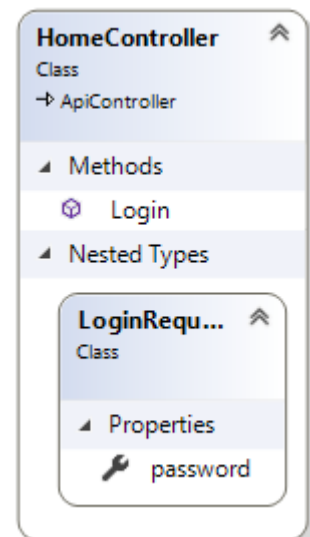 HomeController
Class
ApiController
Methods
Login
Nested Types
LoginRequ...
Class
Properties
password